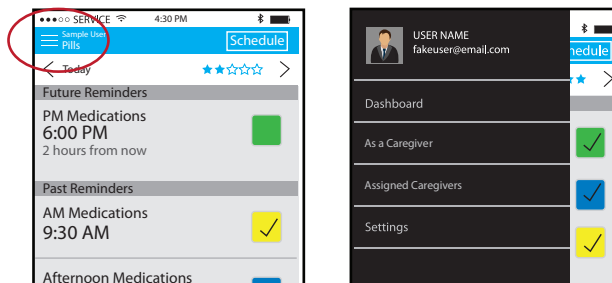 SERVICE 4:30 PM
Sample User
Pills Schedule
Today
Future Reminders
PM Medications
6:00 PM
2 hours from now
Past Reminders
AM Medications
9:30 AM
Afternoon Medications
USER NAME
fakeuser@email.com
hedule
Dashboard
As a Caregiver
Assigned Caregivers
Settings